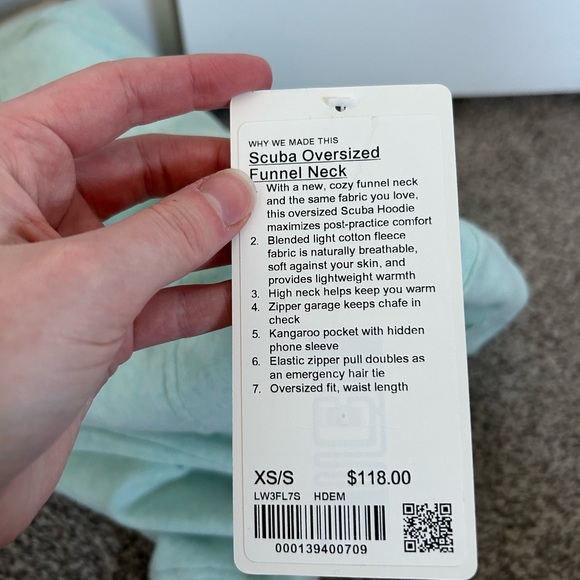 WHY WE MADE THIS
Scuba Oversized
Funnel Neck
With a new, cozy funnel neck
and the same fabric you love,
this oversized Scuba Hoodie
maximizes post-practice comfort
2. Blended light cotton fleece
fabric is naturally breathable,
soft against your skin, and
provides lightweight warmth
3. High neck helps keep you warm
4. Zipper garage keeps chafe in
check
5. Kangaroo pocket with hidden
phone sleeve
6. Elastic zipper pull doubles as
an emergency hair tie
7. Oversized fit, waist length
XS/S $118.00
LW3FL7S HDEM
000139400709